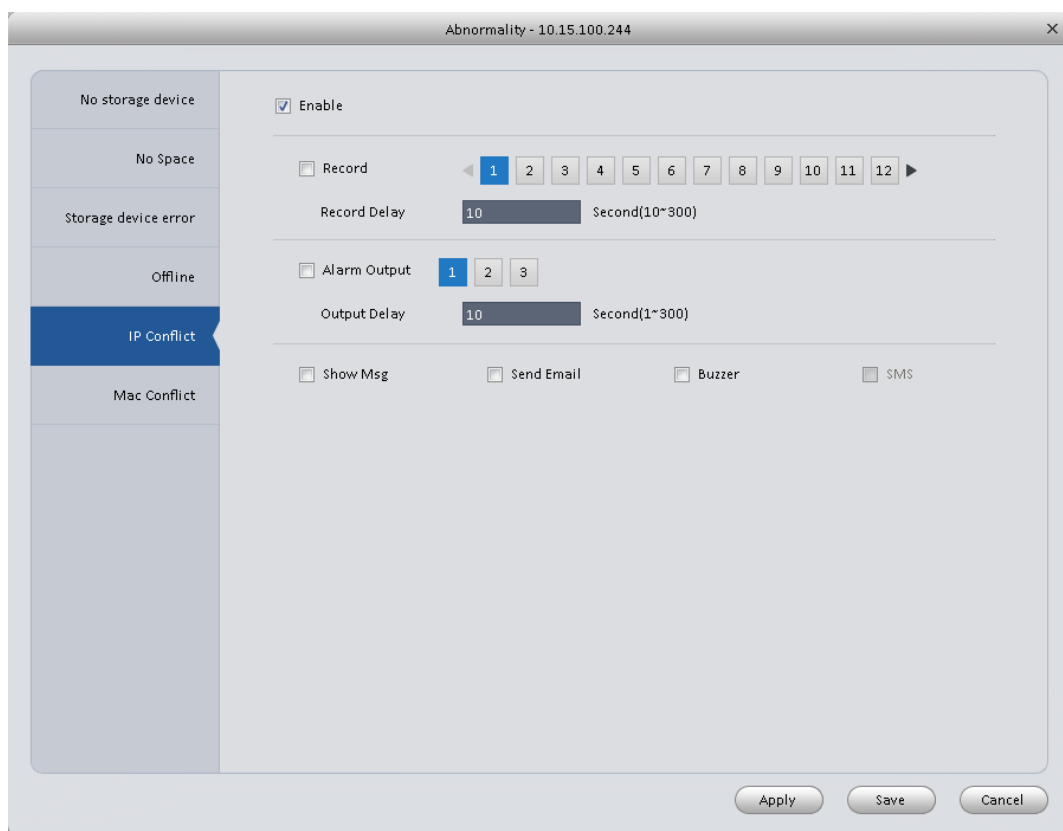 Abnormality - 10.15.100.244
No storage device
No Space
Storage device error
Offline
IP Conflict
Mac Conflict
Enable
Record 1 2 3 4 5 6 7 8 9 10 11 12
Record Delay 10 Second(10~300)
Alarm Output 1 2 3
Output Delay 10 Second(1~300)
Show Msg Send Email Buzzer SMS
Apply Save Cancel